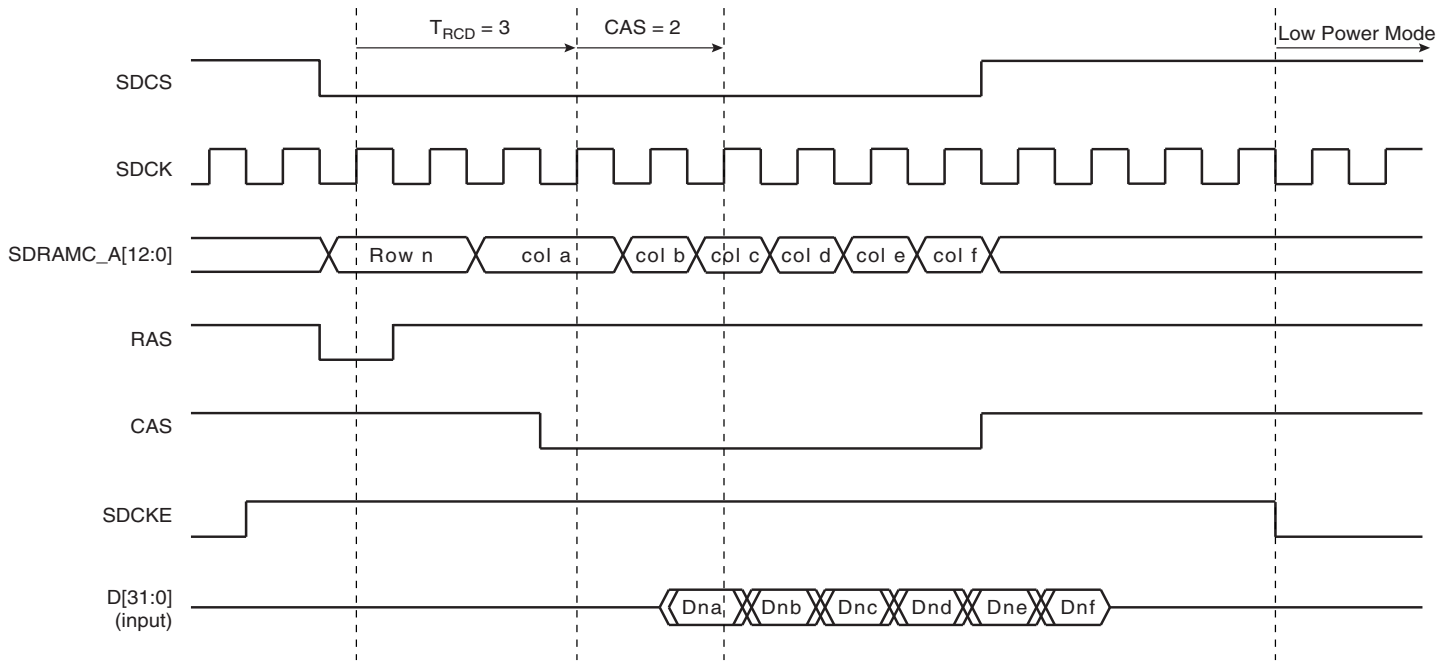 T_RCD = 3
CAS = 2
Low Power Mode
SDCS
SDCK
SDRAMC_A[12:0]
Row n
col a
col b
col c
col d
col e
col f
RAS
CAS
SDCKE
D[31:0]
(input)
Dna
Dnb
Dnc
Dnd
Dne
Dnf